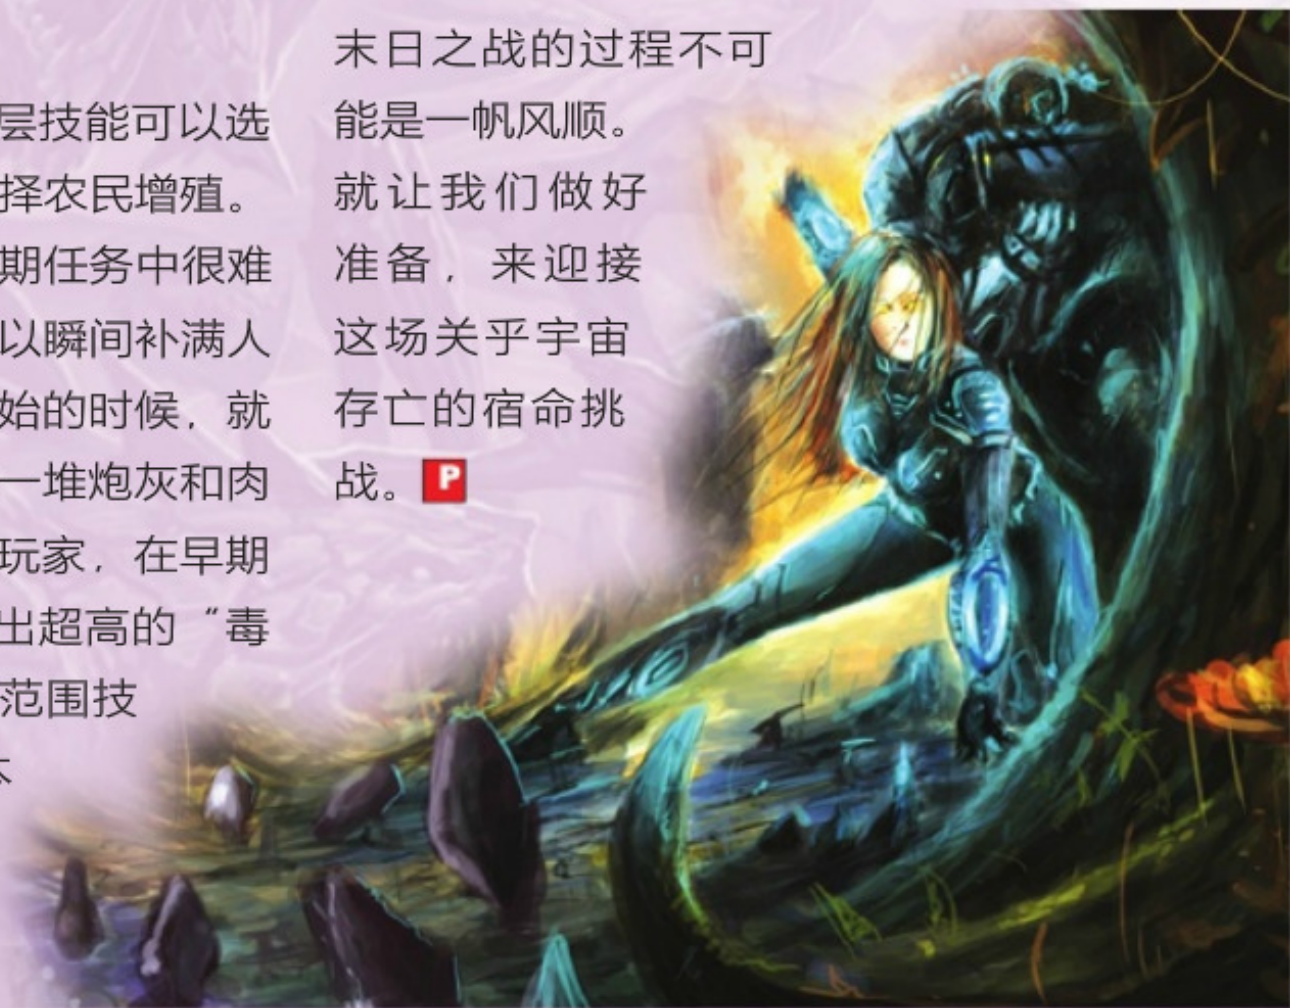 层技能可以选
择农民增殖。
期任务中很难
以瞬间补满人
始的时候，就
一堆炮灰和肉
玩家，在早期
出超高的“毒
范围技
末日之战的过程不可
能是一帆风顺。
就让我们做好
准备，来迎接
这场关乎宇宙
存亡的宿命挑
战。P